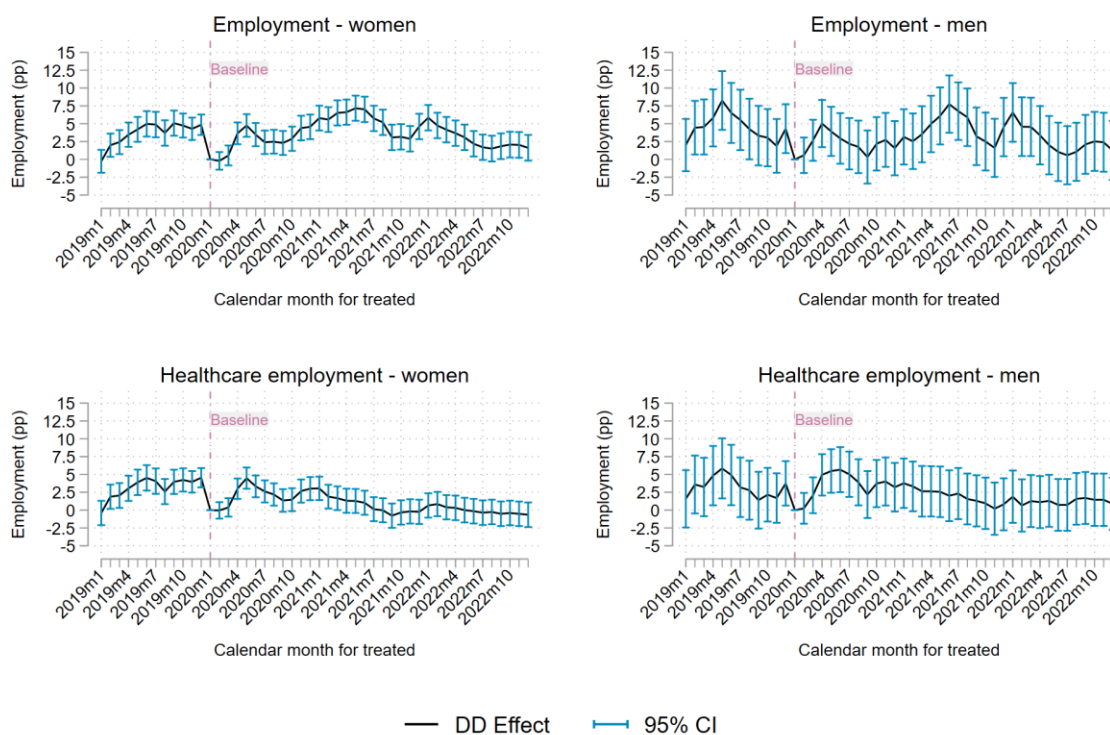 Employment - women
Employment (pp)
15
12.5
10
7.5
5
2.5
0
-2.5
-5
Baseline
2019m1 2019m4 2019m7 2019m10 2020m1 2020m4 2020m7 2020m10 2021m1 2021m4 2021m7 2021m10 2022m1 2022m4 2022m7 2022m10
Calendar month for treated
Employment - men
Employment (pp)
15
12.5
10
7.5
5
2.5
0
-2.5
-5
Baseline
2019m1 2019m4 2019m7 2019m10 2020m1 2020m4 2020m7 2020m10 2021m1 2021m4 2021m7 2021m10 2022m1 2022m4 2022m7 2022m10
Calendar month for treated
Healthcare employment - women
Employment (pp)
15
12.5
10
7.5
5
2.5
0
-2.5
-5
Baseline
2019m1 2019m4 2019m7 2019m10 2020m1 2020m4 2020m7 2020m10 2021m1 2021m4 2021m7 2021m10 2022m1 2022m4 2022m7 2022m10
Calendar month for treated
Healthcare employment - men
Employment (pp)
15
12.5
10
7.5
5
2.5
0
-2.5
-5
Baseline
2019m1 2019m4 2019m7 2019m10 2020m1 2020m4 2020m7 2020m10 2021m1 2021m4 2021m7 2021m10 2022m1 2022m4 2022m7 2022m10
Calendar month for treated
DD Effect 95% CI